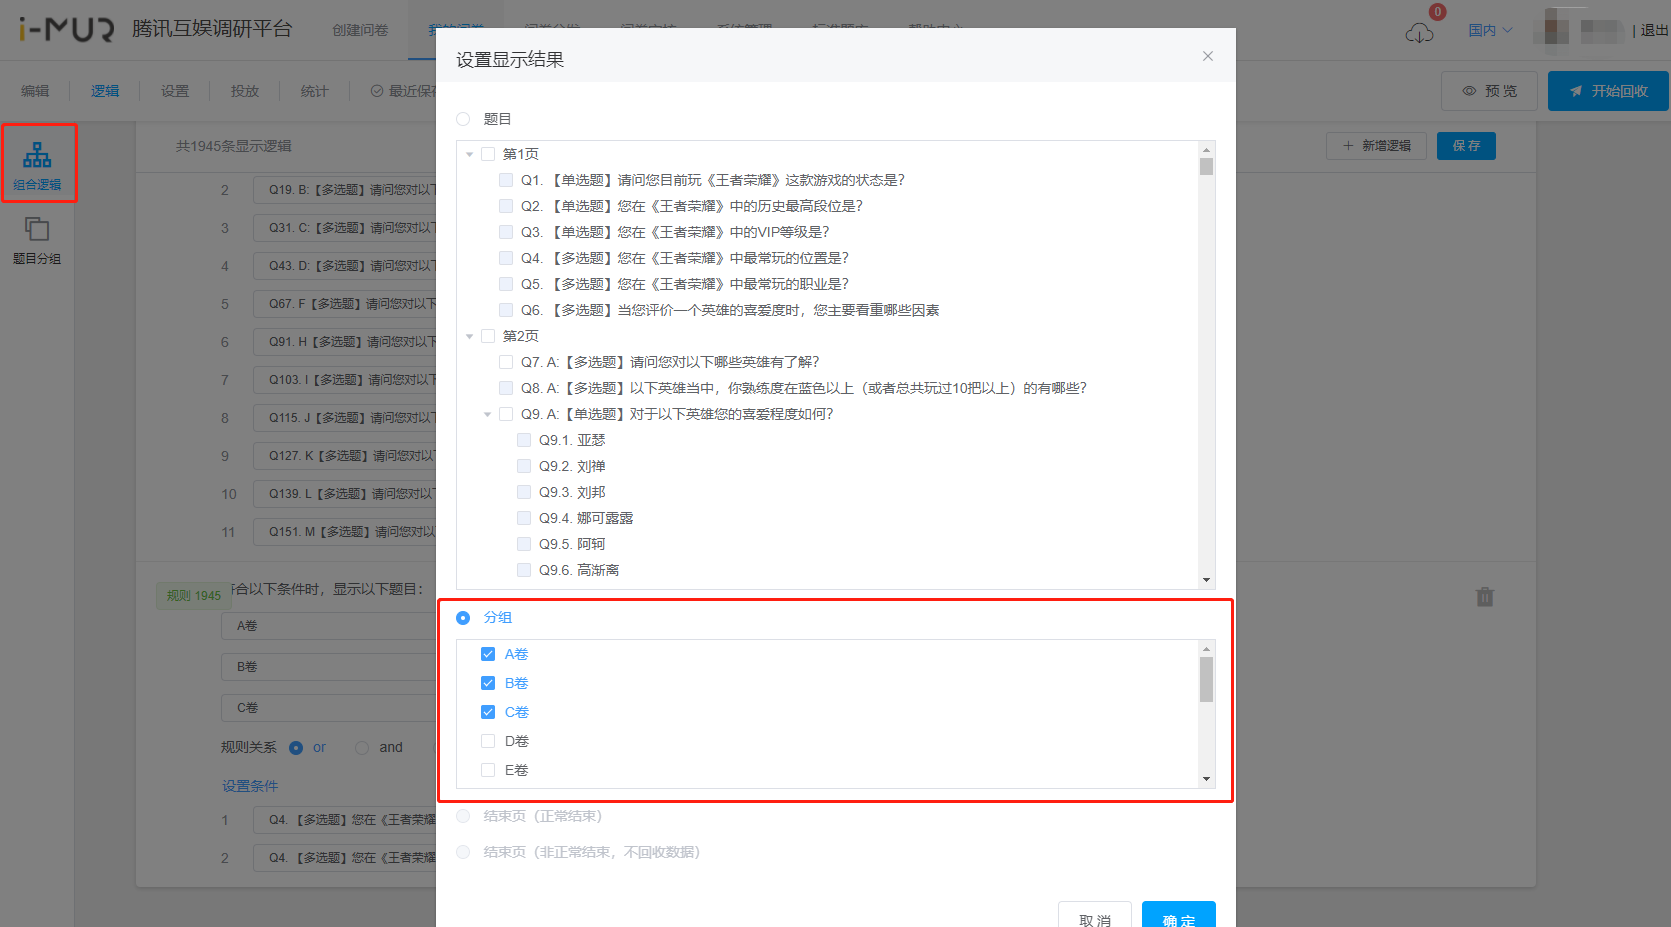 i-MUR 腾讯互娱调研平台
创建问卷
0
国内
退出
编辑
逻辑
设置
投放
统计
预 览
开始回收
组合逻辑
题目分组
共1945条显示逻辑
新增逻辑
保 存
2 Q19. B:【多选题】请问您对以下
3 Q31. C:【多选题】请问您对以下
4 Q43. D:【多选题】请问您对以下
5 Q67. F【多选题】请问您对以下
6 Q91. H【多选题】请问您对以下
7 Q103. I【多选题】请问您对以下
8 Q115. J【多选题】请问您对以下
9 Q127. K【多选题】请问您对以
10 Q139. L【多选题】请问您对以下
11 Q151. M【多选题】请问您对以
规则 1945
合以下条件时，显示以下题目：
A卷
B卷
C卷
规则关系 or and
设置条件
1 Q4. 【多选题】您在《王者荣耀
2 Q4. 【多选题】您在《王者荣耀
设置显示结果
题目
第1页
Q1. 【单选题】请问您目前玩《王者荣耀》这款游戏的状态是?
Q2. 【单选题】您在《王者荣耀》中的历史最高段位是?
Q3. 【单选题】您在《王者荣耀》中的VIP等级是?
Q4. 【多选题】您在《王者荣耀》中最常玩的位置是?
Q5. 【多选题】您在《王者荣耀》中最常玩的职业是?
Q6. 【多选题】当您评价一个英雄的喜爱度时，您主要看重哪些因素
第2页
Q7. A:【多选题】请问您对以下哪些英雄有了解?
Q8. A:【多选题】以下英雄当中，你熟练度在蓝色以上（或者总共玩过10把以上）的有哪些?
Q9. A:【单选题】对于以下英雄您的喜爱程度如何?
Q9.1. 亚瑟
Q9.2. 刘禅
Q9.3. 刘邦
Q9.4. 娜可露露
Q9.5. 阿轲
Q9.6. 高渐离
分组
A卷
B卷
C卷
D卷
E卷
结束页（正常结束）
结束页（非正常结束，不回收数据）
取 消
确 定